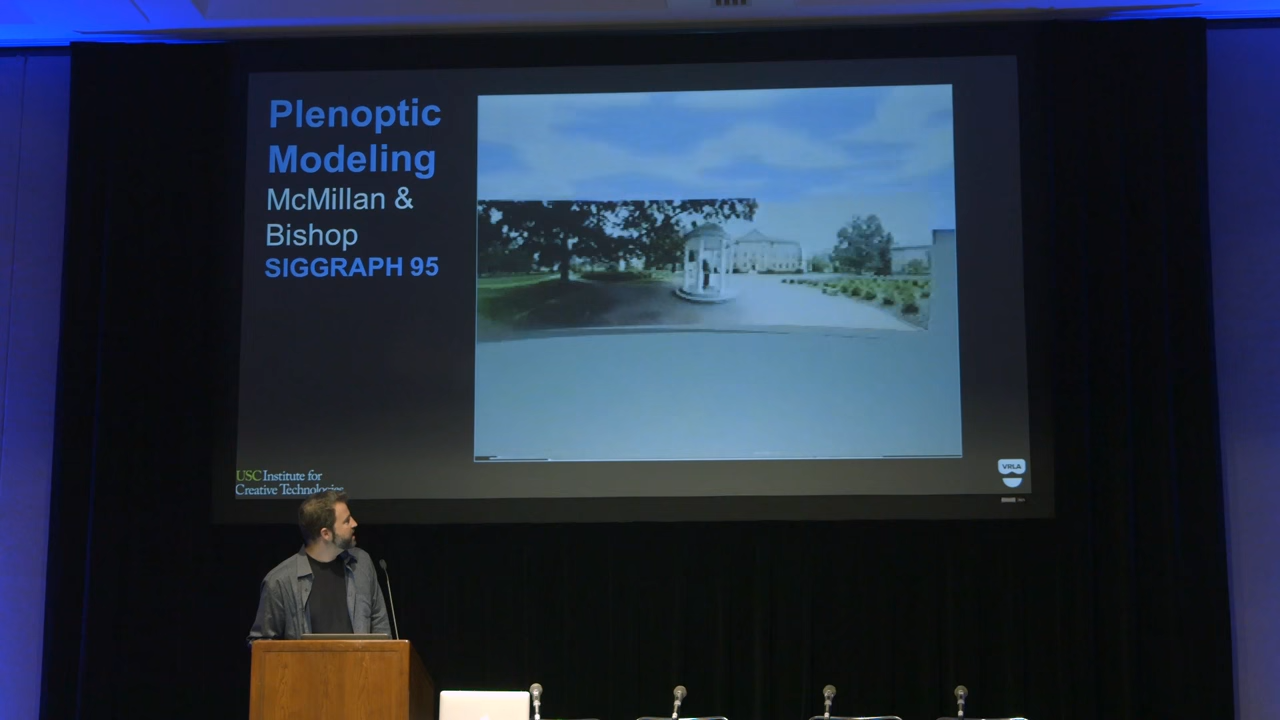 Plenoptic
Modeling
McMillan &
Bishop
SIGGRAPH 95
USC Institute for
Creative Technologies
VRLA